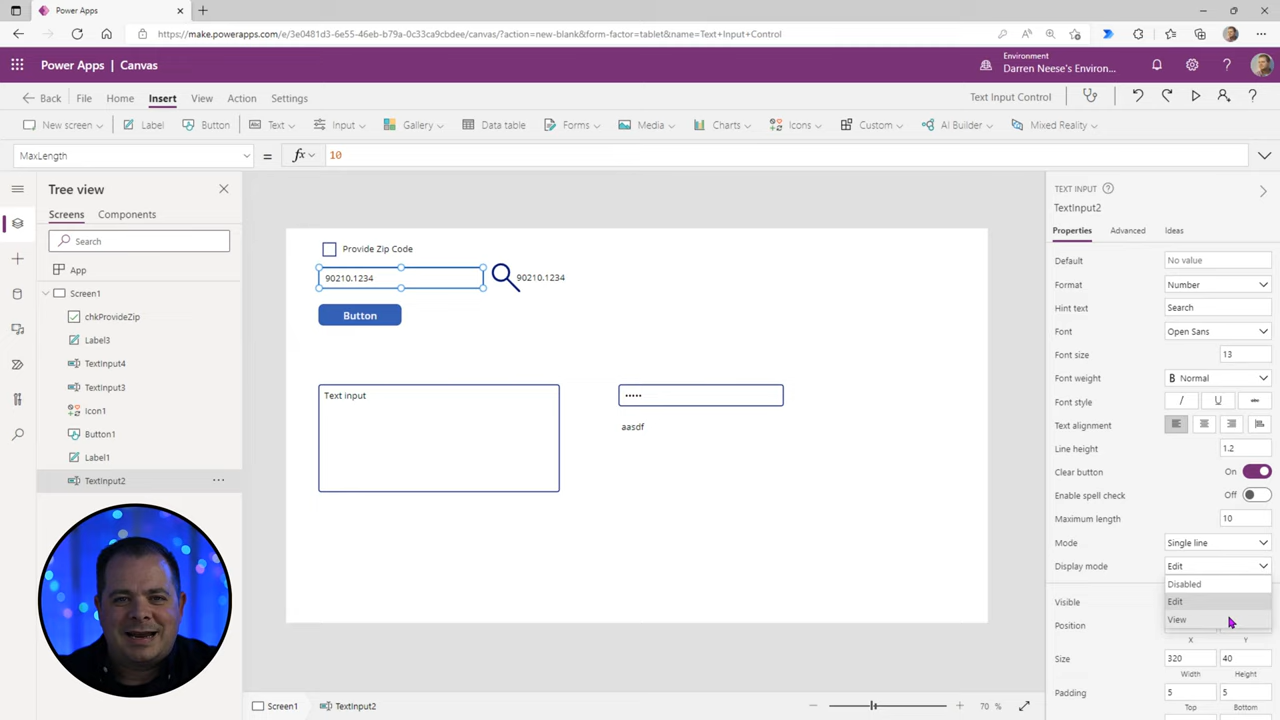 Power Apps
https://make.powerapps.com/e/3e0481d3-6e55-46eb-b79a-0c33ca9cbdee/canvas/?action=new-blank&form-factor=tablet&name=Text+Input+Control
Power Apps | Canvas
Environment
Darren Neese's Environ...
Back File Home Insert View Action Settings Text Input Control
New screen Label Button Text Input Gallery Data table Forms Media Charts Icons Custom AI Builder Mixed Reality
MaxLength = fx 10
Tree view
Screens Components
Search
App
Screen1
chkProvideZip
Label3
TextInput4
TextInput3
Icon1
Button1
Label1
TextInput2 ...
Provide Zip Code
90210.1234
90210.1234
Button
Text input
•••••
aasdf
TEXT INPUT
TextInput2
Properties Advanced Ideas
Default No value
Format Number
Hint text Search
Font Open Sans
Font size 13
Font weight B Normal
Font style / U abc
Text alignment
Line height 1.2
Clear button On
Enable spell check Off
Maximum length 10
Mode Single line
Display mode Edit
Disabled
Edit
View
Visible
Position
X Y
Size 320 40
Width Height
Padding 5 5
Top Bottom
Screen1 TextInput2
70 %